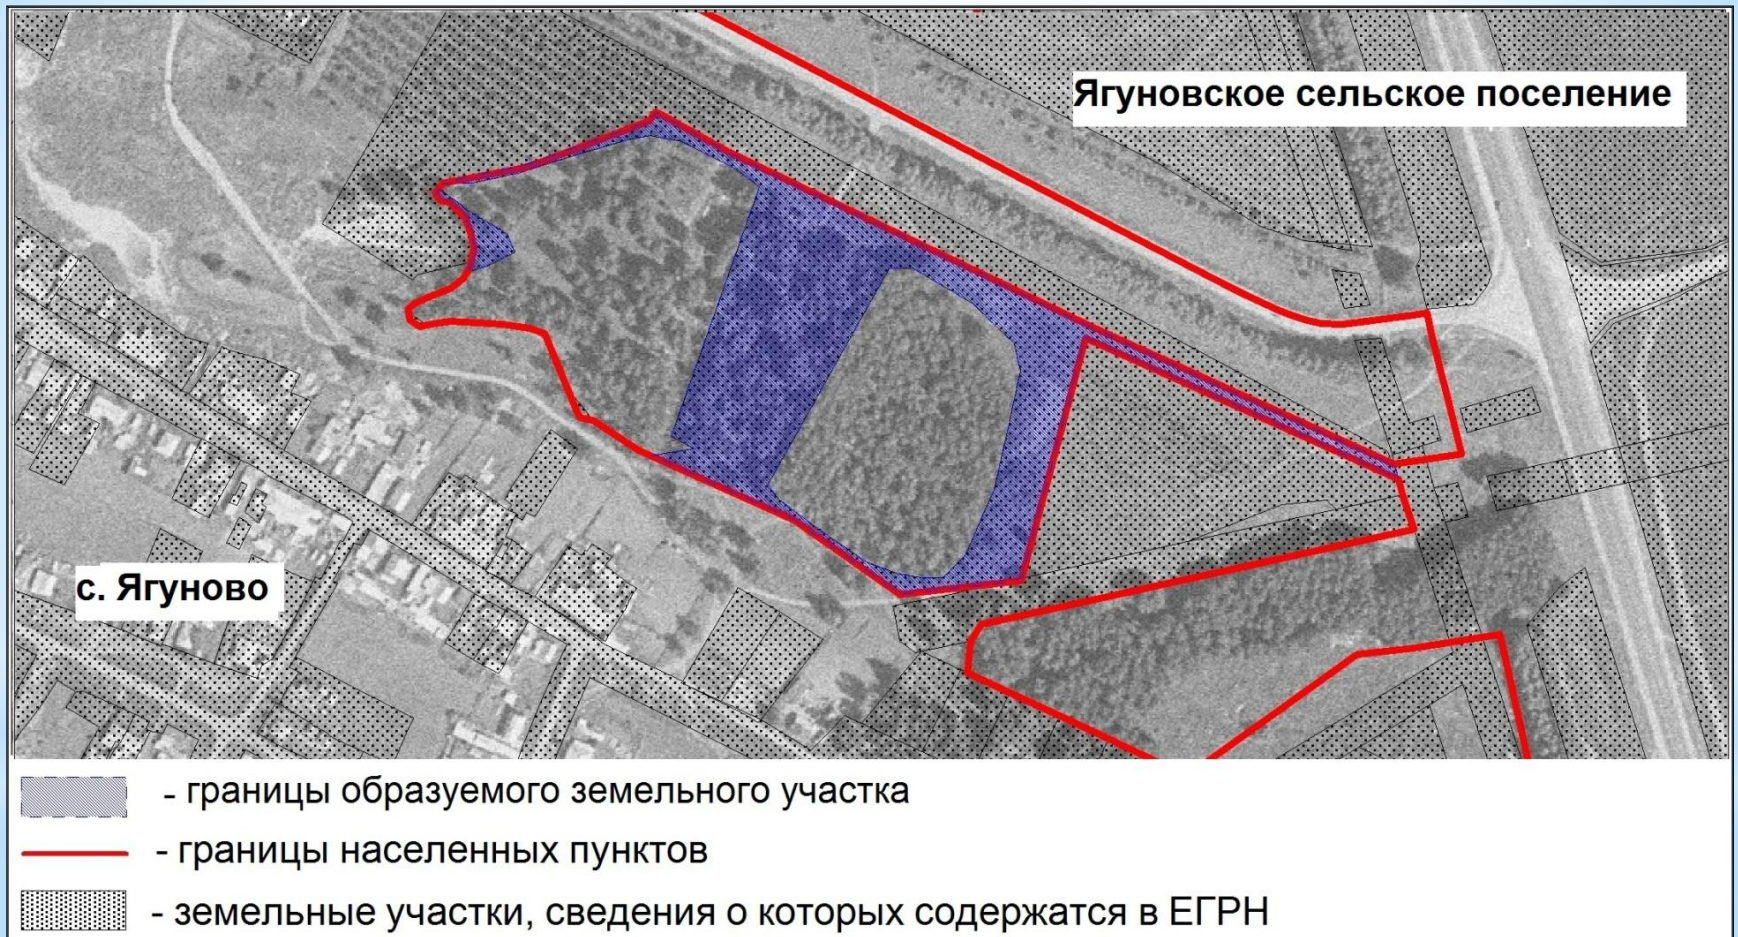 Ягуновское сельское поселение
с. Ягуново
- границы образуемого земельного участка
- границы населенных пунктов
- земельные участки, сведения о которых содержатся в ЕГРН